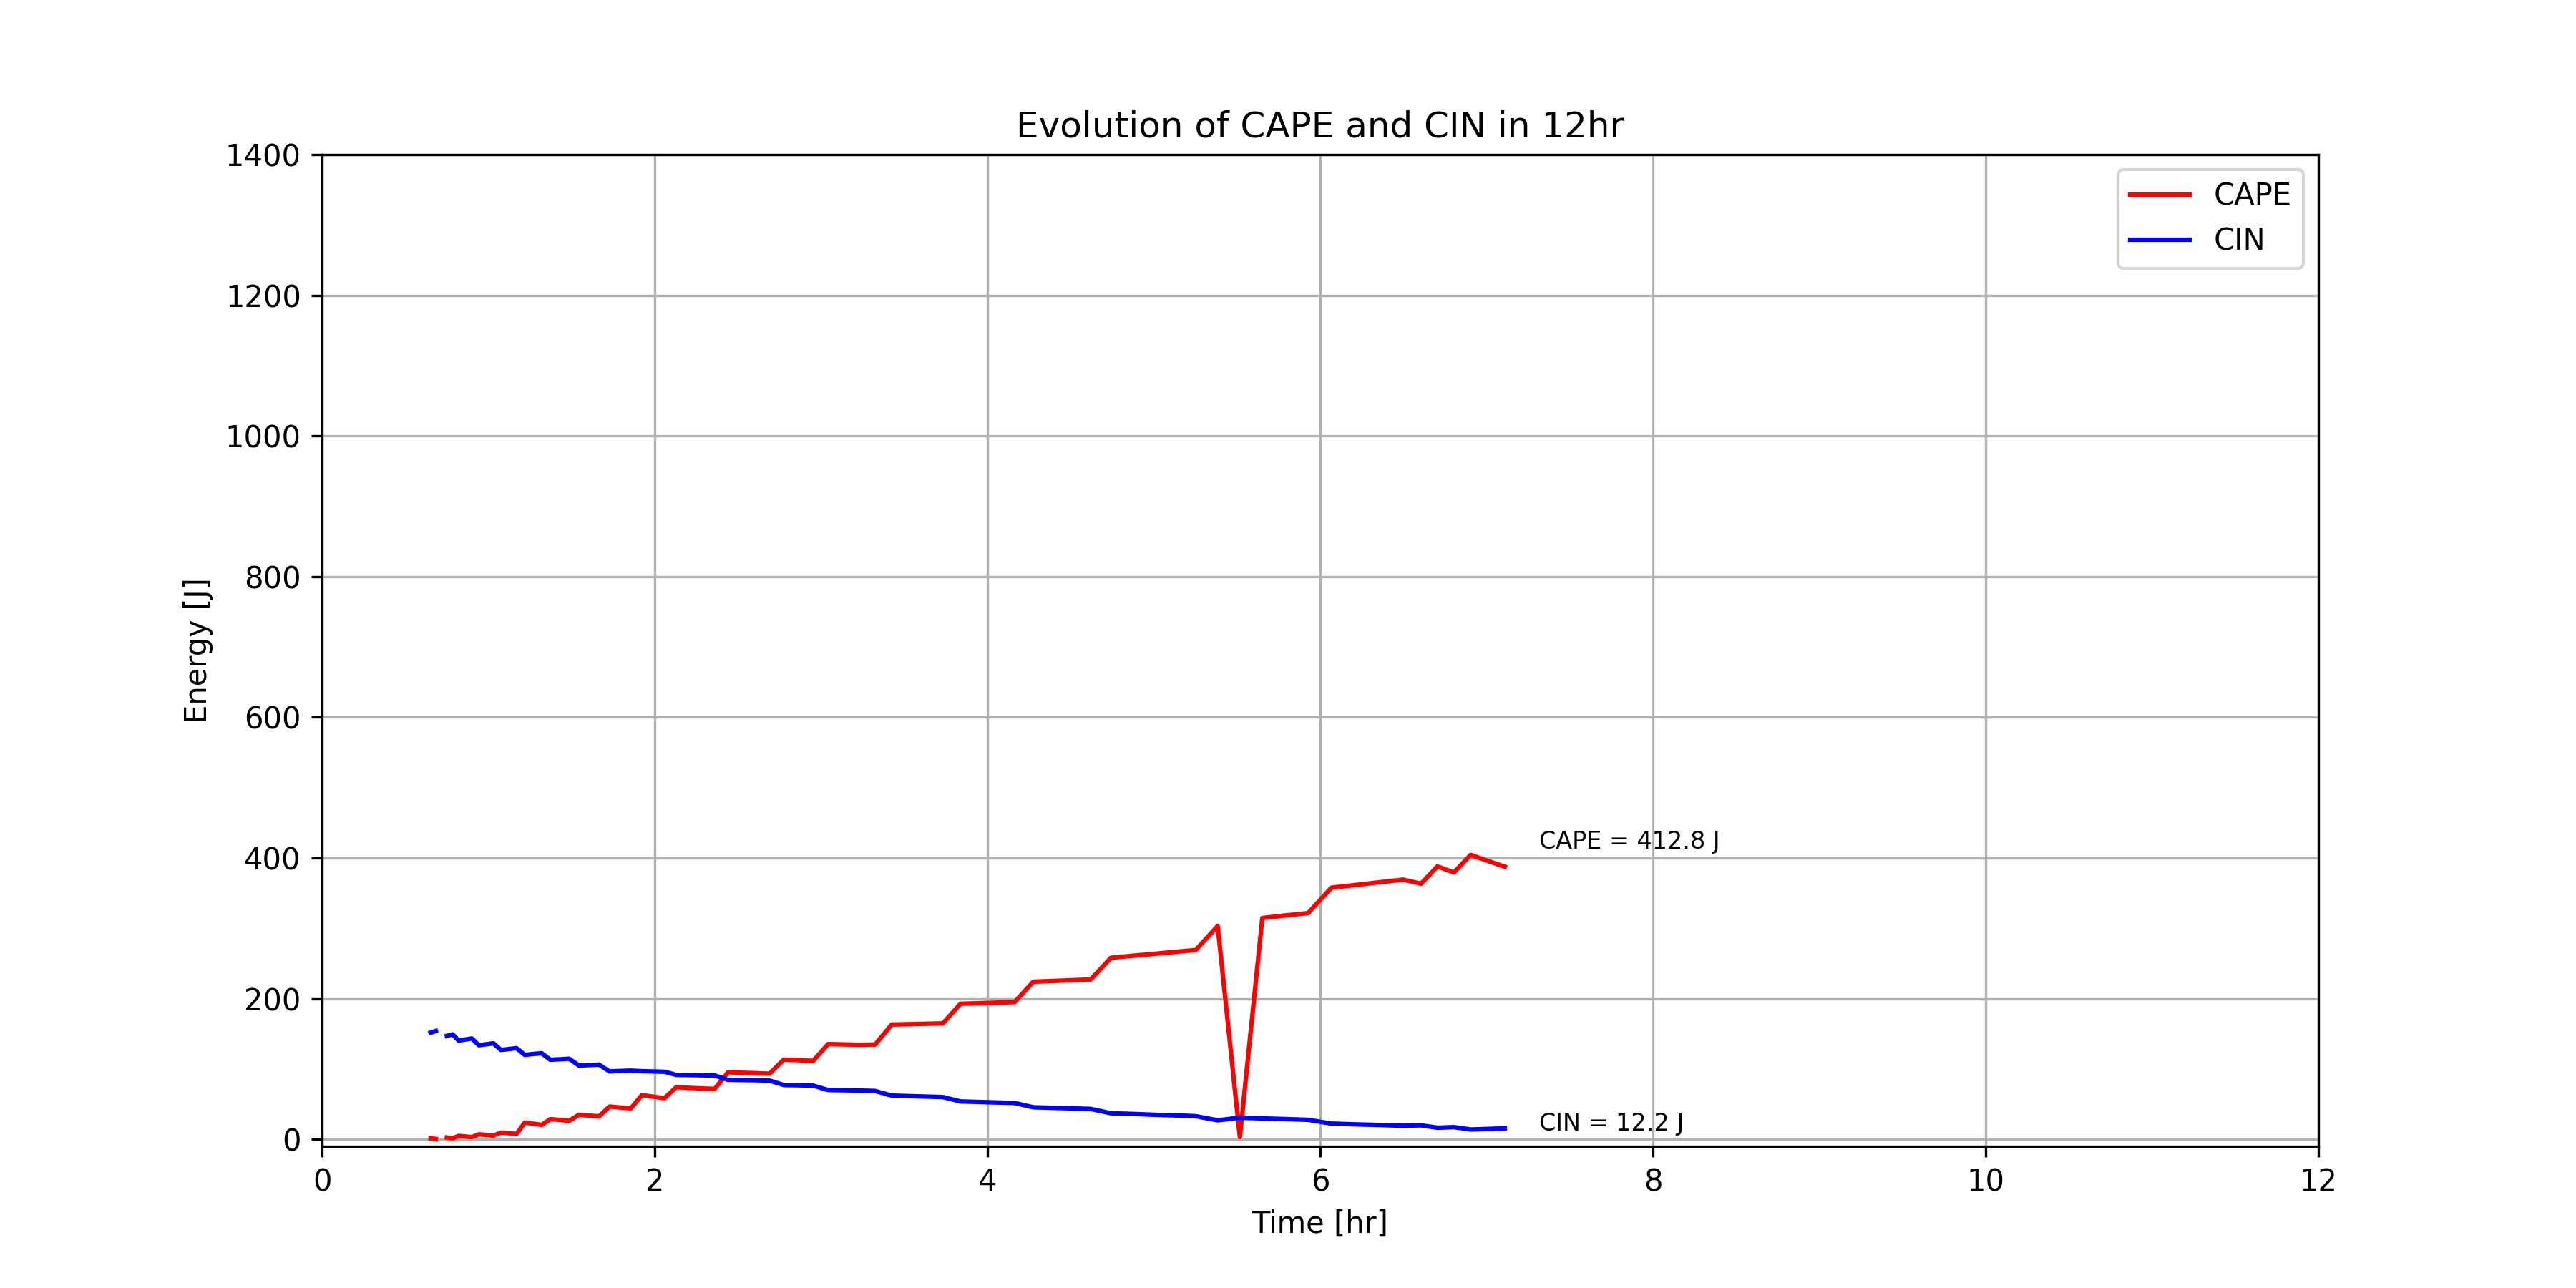 Evolution of CAPE and CIN in 12hr
1400
1200
1000
800
600
400
200
0
Energy [J]
CAPE
CIN
CAPE = 412.8 J
CIN = 12.2 J
0 2 4 6 8 10 12
Time [hr]